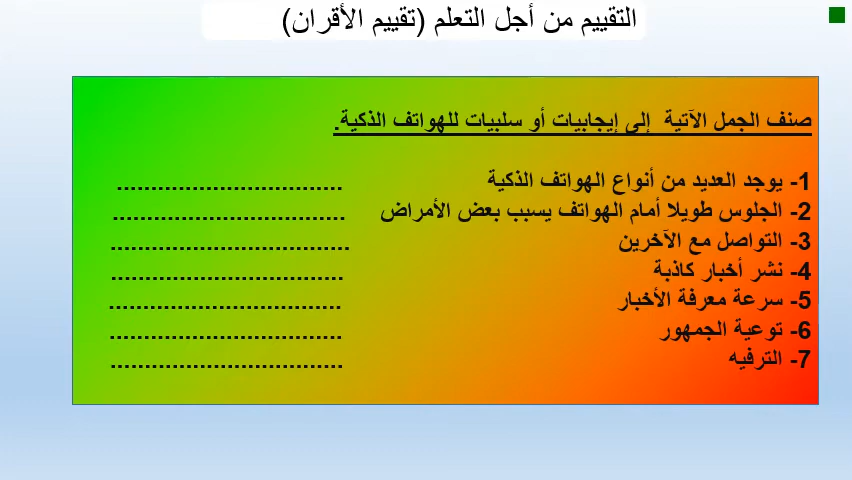 التقييم من أجل التعلم (تقييم الأقران)
صنف الجمل الآتية إلى إيجابيات أو سلبيات للهواتف الذكية.
1- يوجد العديد من أنواع الهواتف الذكية .................................
2- الجلوس طويلا أمام الهواتف يسبب بعض الأمراض ..................................
3- التواصل مع الآخرين ...................................
4- نشر أخبار كاذبة ..................................
5- سرعة معرفة الأخبار ..................................
6- توعية الجمهور ..................................
7- الترفيه ..................................